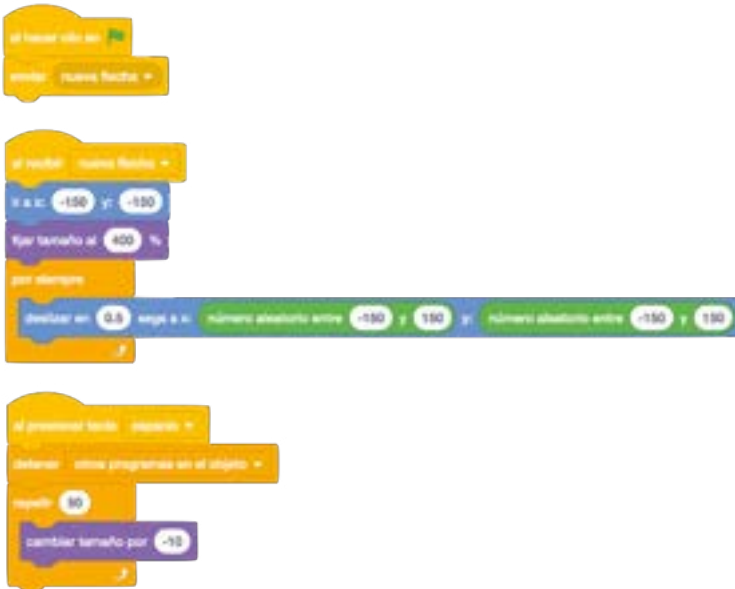 al hacer clic en
enviar nueva flecha
al recibir nueva flecha
ir a x: -150 y: -150
fijar tamaño al 400 %
por siempre
deslizar en 0.5 segs a x: número aleatorio entre -150 y 150 y: número aleatorio entre -150 y 150
al presionar tecla espacio
detener otros programas en el objeto
repetir
cambiar tamaño por -10